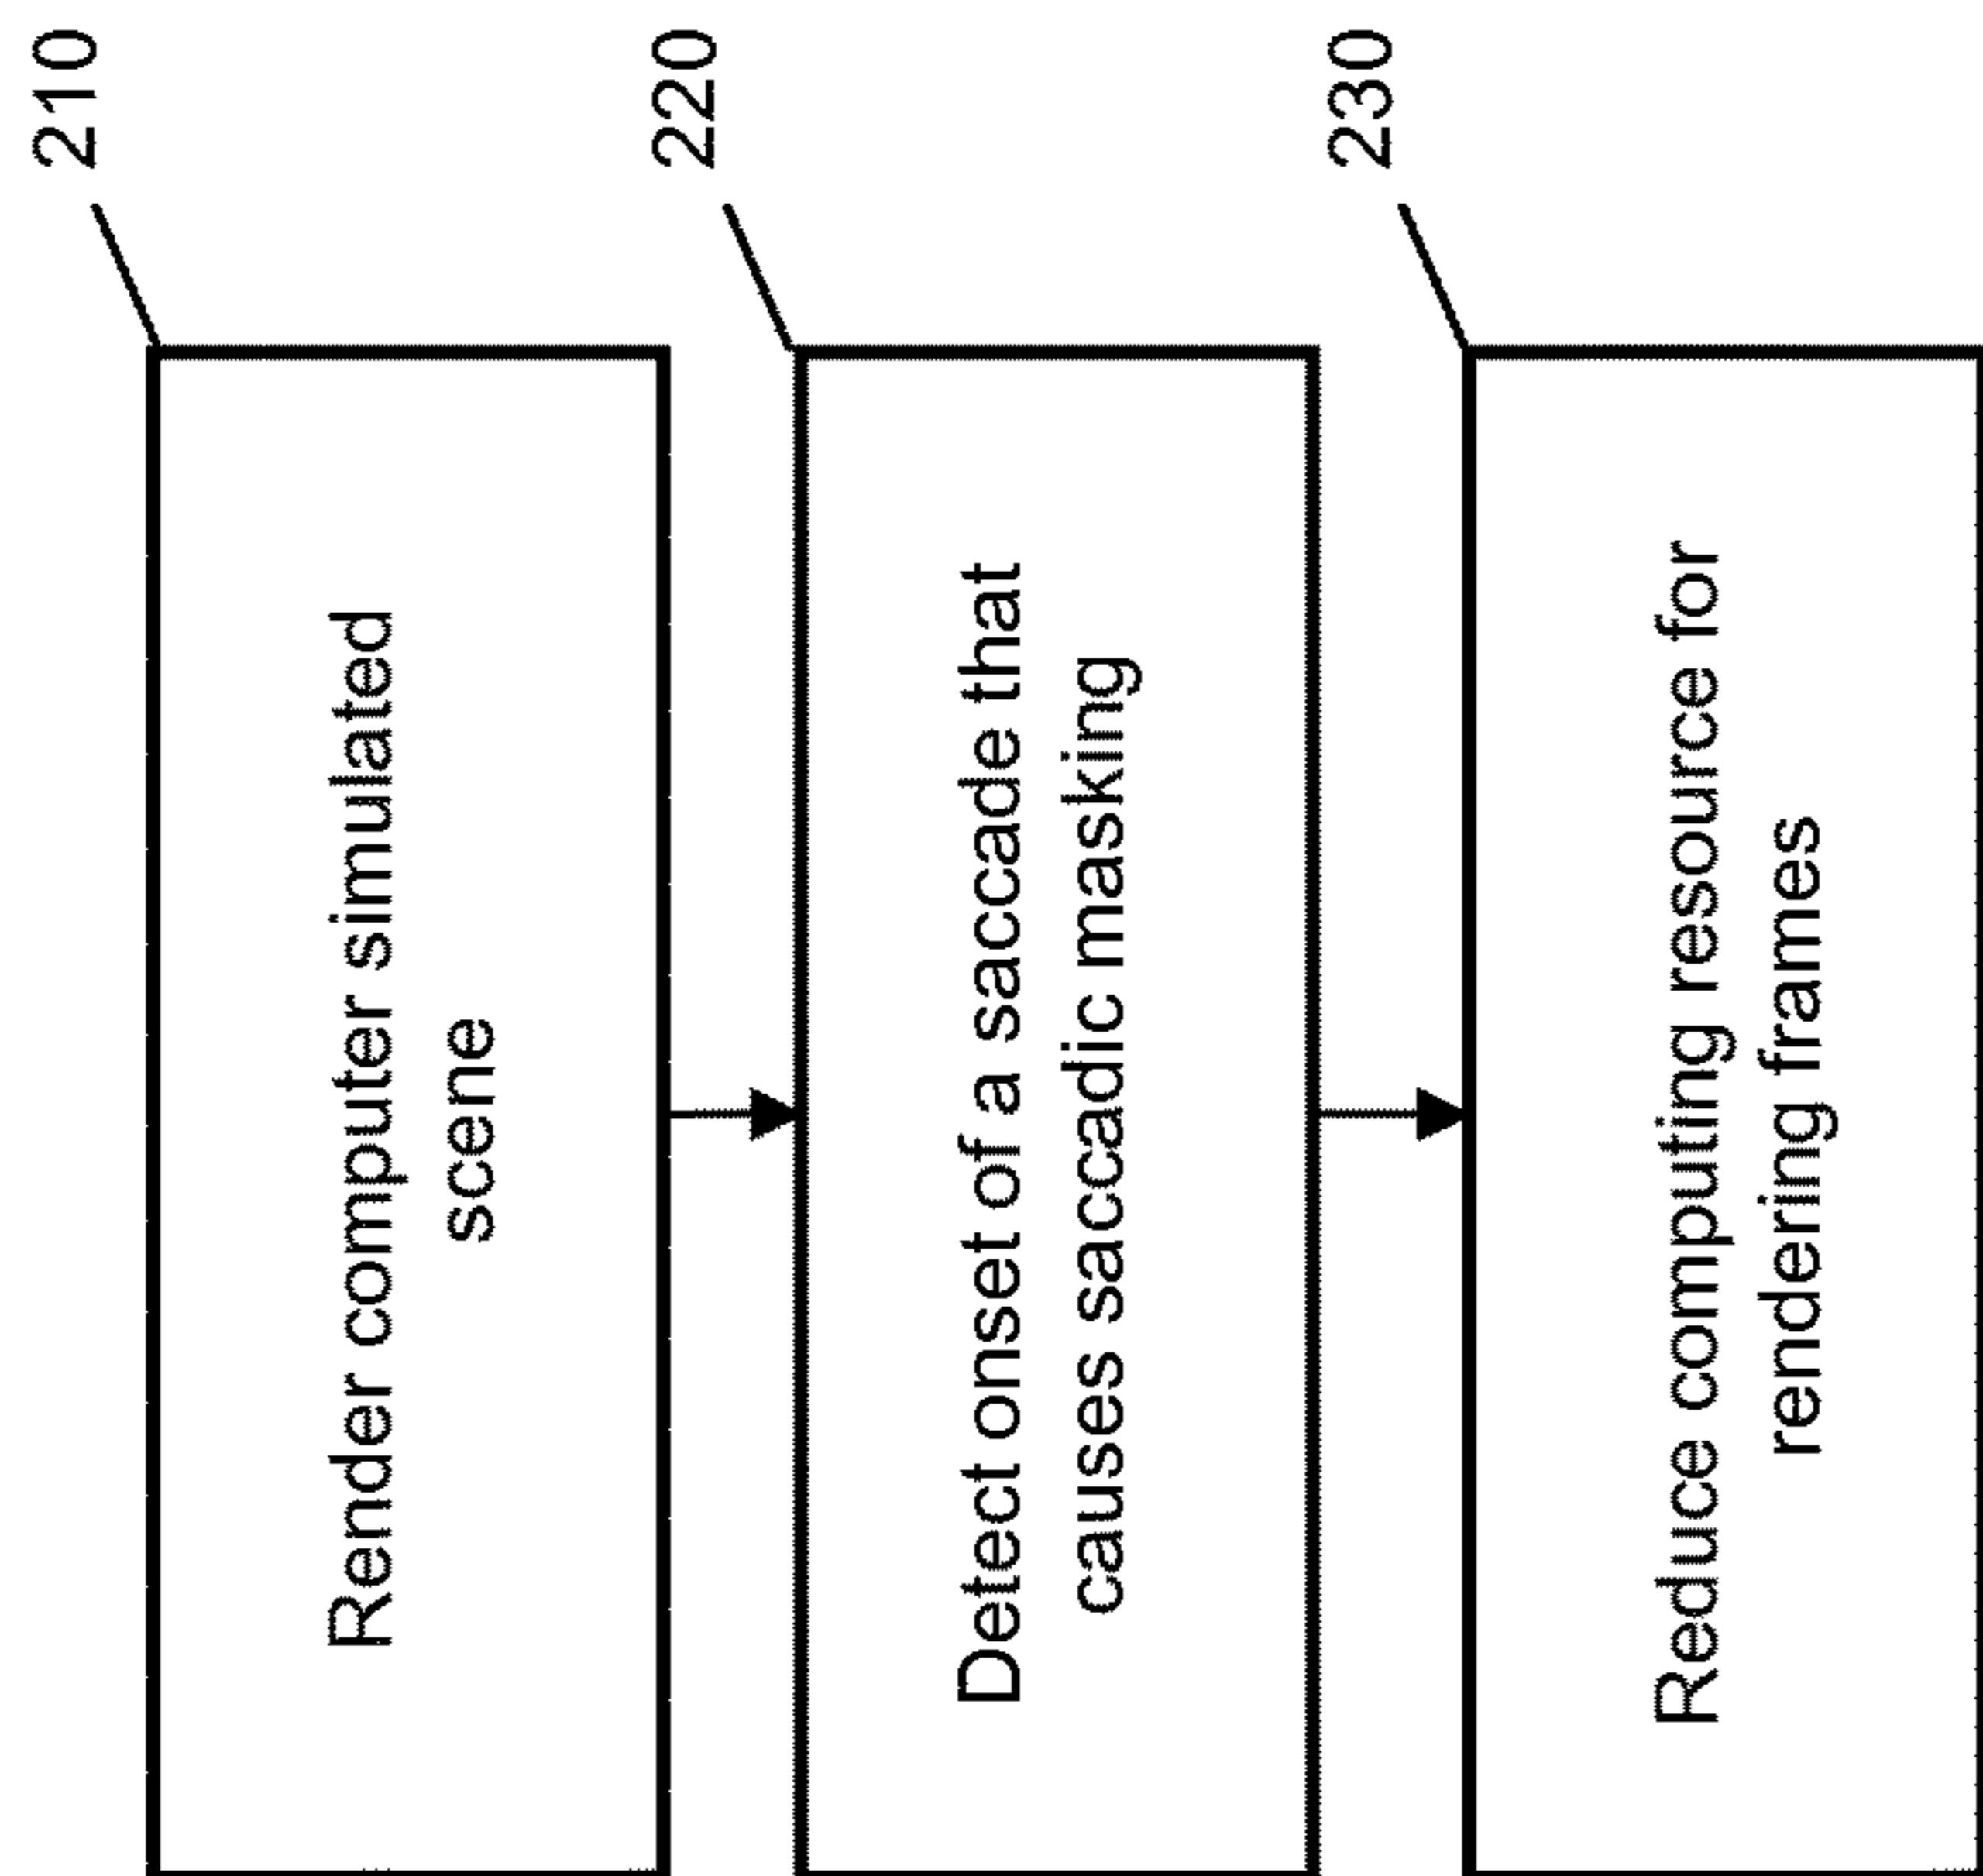 210
Render computer simulated
scene
220
Detect onset of a saccade that
causes saccadic masking
230
Reduce computing resource for
rendering frames